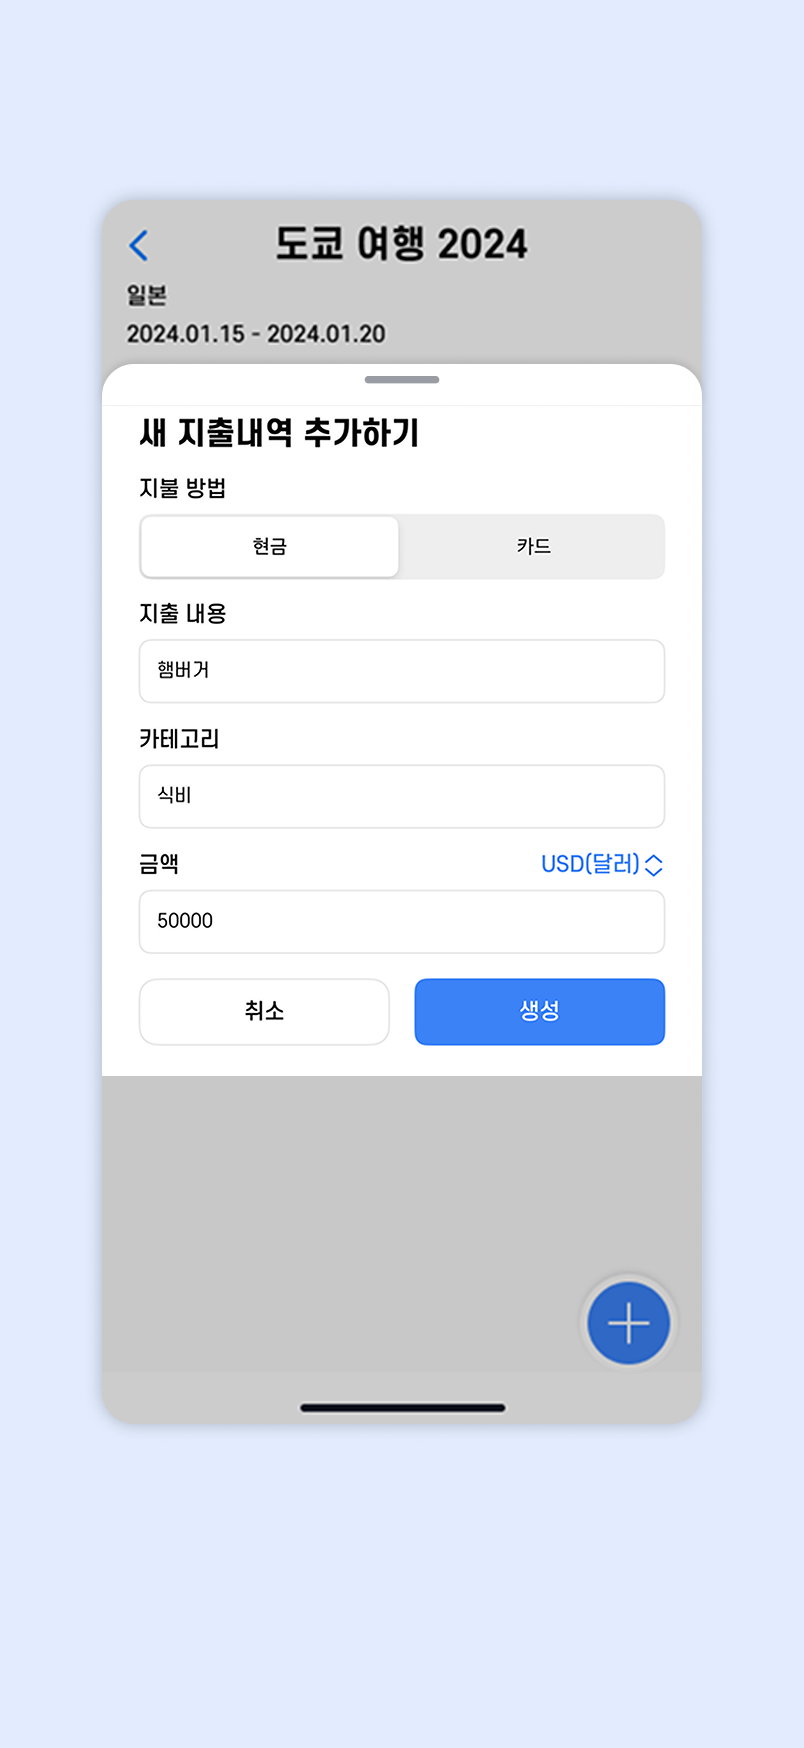 도쿄 여행 2024
일본
2024.01.15 - 2024.01.20
새 지출내역 추가하기
지불 방법
현금 카드
지출 내용
햄버거
카테고리
식비
금액 USD(달러)
50000
취소 생성